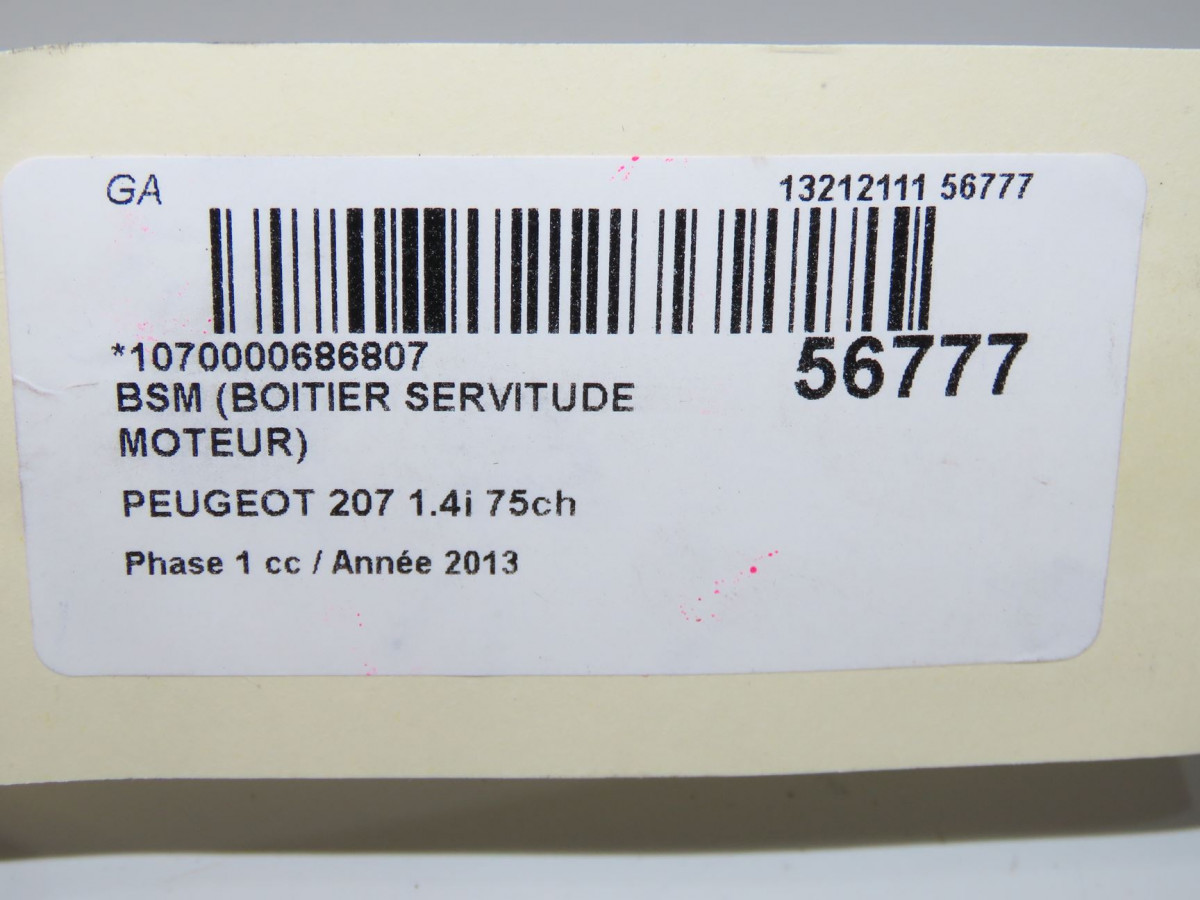 GA 13212111 56777
*1070000686807 56777
BSM (BOITIER SERVITUDE
MOTEUR)
PEUGEOT 207 1.4i 75ch
Phase 1 cc / Année 2013